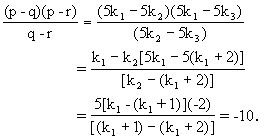 (p - q)(p - r) / q - r = (5k₁ - 5k₂)(5k₁ - 5k₃) / (5k₂ - 5k₃)
= k₁ - k₂[5k₁ - 5(k₁ + 2)] / [k₂ - (k₁ + 2)]
= 5[k₁ - (k₁ + 1)](-2) / [(k₁ + 1) - (k₁ + 2)] = -10.